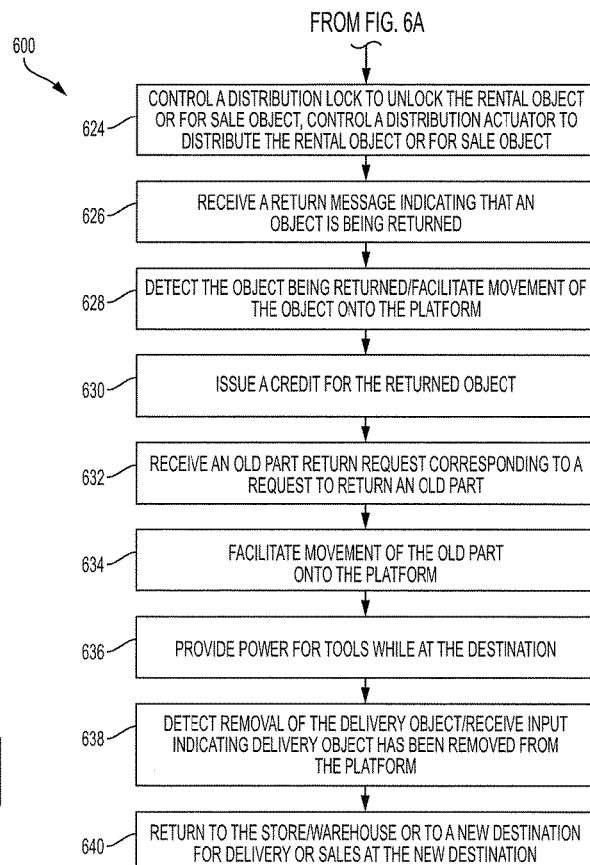 FROM FIG. 6A
600
624
CONTROL A DISTRIBUTION LOCK TO UNLOCK THE RENTAL OBJECT
OR FOR SALE OBJECT, CONTROL A DISTRIBUTION ACTUATOR TO
DISTRIBUTE THE RENTAL OBJECT OR FOR SALE OBJECT
626
RECEIVE A RETURN MESSAGE INDICATING THAT AN
OBJECT IS BEING RETURNED
628
DETECT THE OBJECT BEING RETURNED/FACILITATE MOVEMENT OF
THE OBJECT ONTO THE PLATFORM
630
ISSUE A CREDIT FOR THE RETURNED OBJECT
632
RECEIVE AN OLD PART RETURN REQUEST CORRESPONDING TO A
REQUEST TO RETURN AN OLD PART
634
FACILITATE MOVEMENT OF THE OLD PART
ONTO THE PLATFORM
636
PROVIDE POWER FOR TOOLS WHILE AT THE DESTINATION
638
DETECT REMOVAL OF THE DELIVERY OBJECT/RECEIVE INPUT
INDICATING DELIVERY OBJECT HAS BEEN REMOVED FROM
THE PLATFORM
640
RETURN TO THE STORE/WAREHOUSE OR TO A NEW DESTINATION
FOR DELIVERY OR SALES AT THE NEW DESTINATION